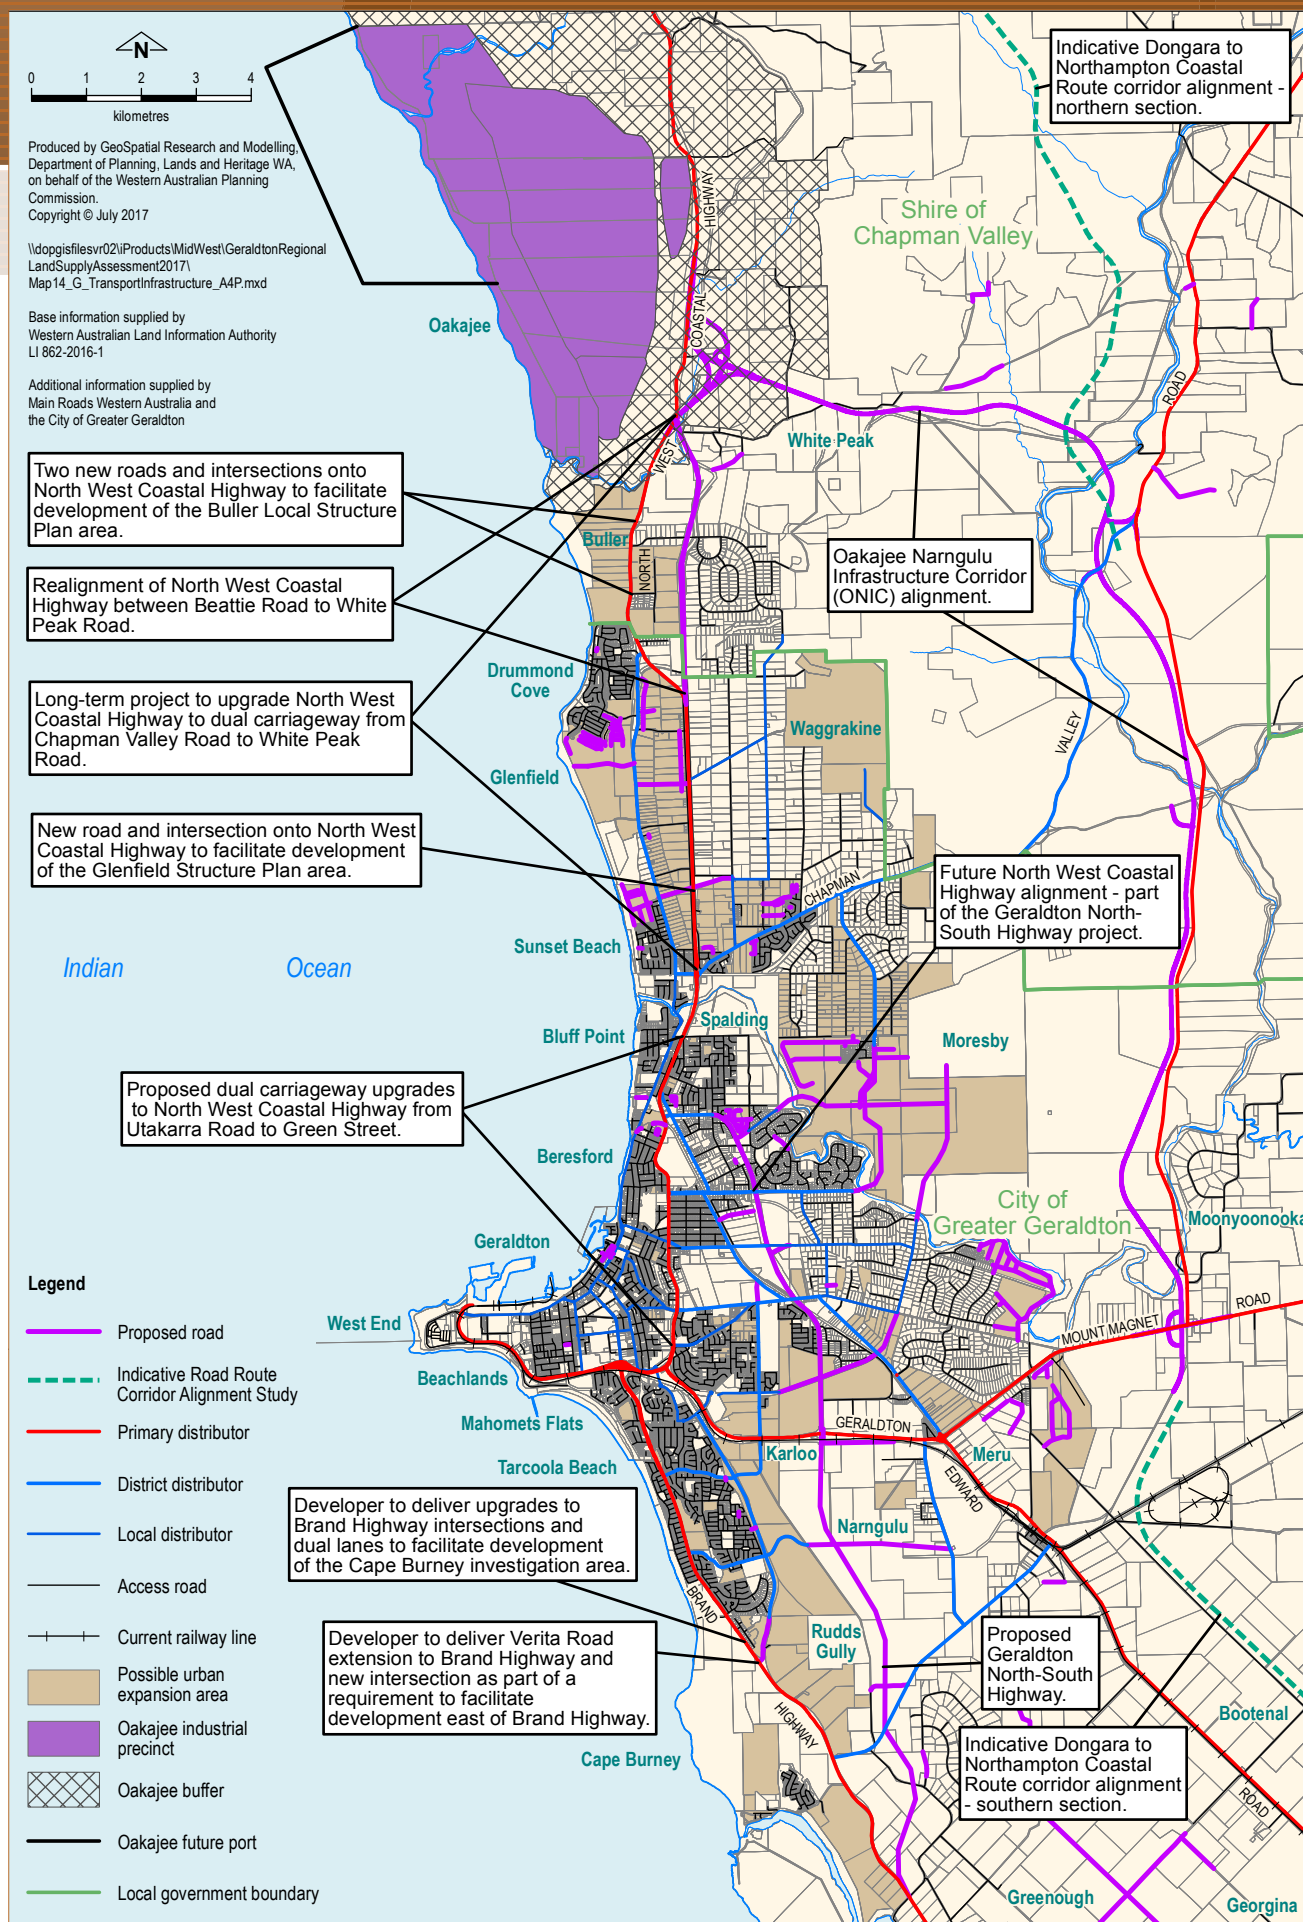 N
0 1 2 3 4
kilometres
Produced by GeoSpatial Research and Modelling,
Department of Planning, Lands and Heritage WA,
on behalf of the Western Australian Planning
Commission.
Copyright © July 2017
\\dopgisfilesvr02\iProducts\MidWest\GeraldtonRegional
LandSupplyAssessment2017\
Map14_G_TransportInfrastructure_A4P.mxd
Base information supplied by
Western Australian Land Information Authority
LI 862-2016-1
Additional information supplied by
Main Roads Western Australia and
the City of Greater Geraldton
Indicative Dongara to
Northampton Coastal
Route corridor alignment -
northern section.
Shire of
Chapman Valley
HIGHWAY
COASTAL
Oakajee
ROAD
White Peak
WEST
Two new roads and intersections onto
North West Coastal Highway to facilitate
development of the Buller Local Structure
Plan area.
Buller
NORTH
Oakajee Narngulu
Infrastructure Corridor
(ONIC) alignment.
Realignment of North West Coastal
Highway between Beattie Road to White
Peak Road.
Drummond
Cove
Long-term project to upgrade North West
Coastal Highway to dual carriageway from
Chapman Valley Road to White Peak
Road.
Waggrakine
VALLEY
Glenfield
New road and intersection onto North West
Coastal Highway to facilitate development
of the Glenfield Structure Plan area.
CHAPMAN
Future North West Coastal
Highway alignment - part
of the Geraldton North-
South Highway project.
Sunset Beach
Indian Ocean
Spalding
Bluff Point
Moresby
Proposed dual carriageway upgrades
to North West Coastal Highway from
Utakarra Road to Green Street.
Beresford
City of
Greater Geraldton
Moonyoonooka
Geraldton
West End
MOUNT MAGNET
ROAD
Beachlands
Mahomets Flats
GERALDTON
Karloo
Meru
Tarcoola Beach
EDWARD
Developer to deliver upgrades to
Brand Highway intersections and
dual lanes to facilitate development
of the Cape Burney investigation area.
Narngulu
BRAND
Developer to deliver Verita Road
extension to Brand Highway and
new intersection as part of a
requirement to facilitate
development east of Brand Highway.
Rudds
Gully
Proposed
Geraldton
North-South
Highway.
HIGHWAY
Bootenal
Cape Burney
Indicative Dongara to
Northampton Coastal
Route corridor alignment
- southern section.
ROAD
Greenough
Georgina
Legend
Proposed road
Indicative Road Route
Corridor Alignment Study
Primary distributor
District distributor
Local distributor
Access road
Current railway line
Possible urban
expansion area
Oakajee industrial
precinct
Oakajee buffer
Oakajee future port
Local government boundary